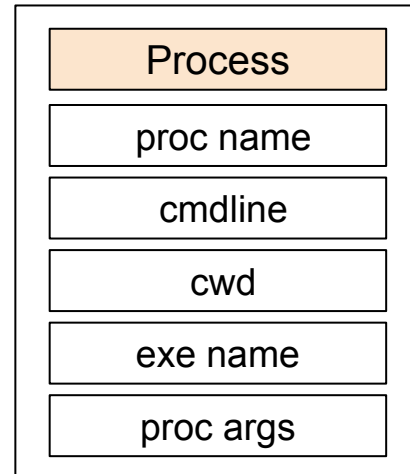 Process
proc name
cmdline
cwd
exe name
proc args